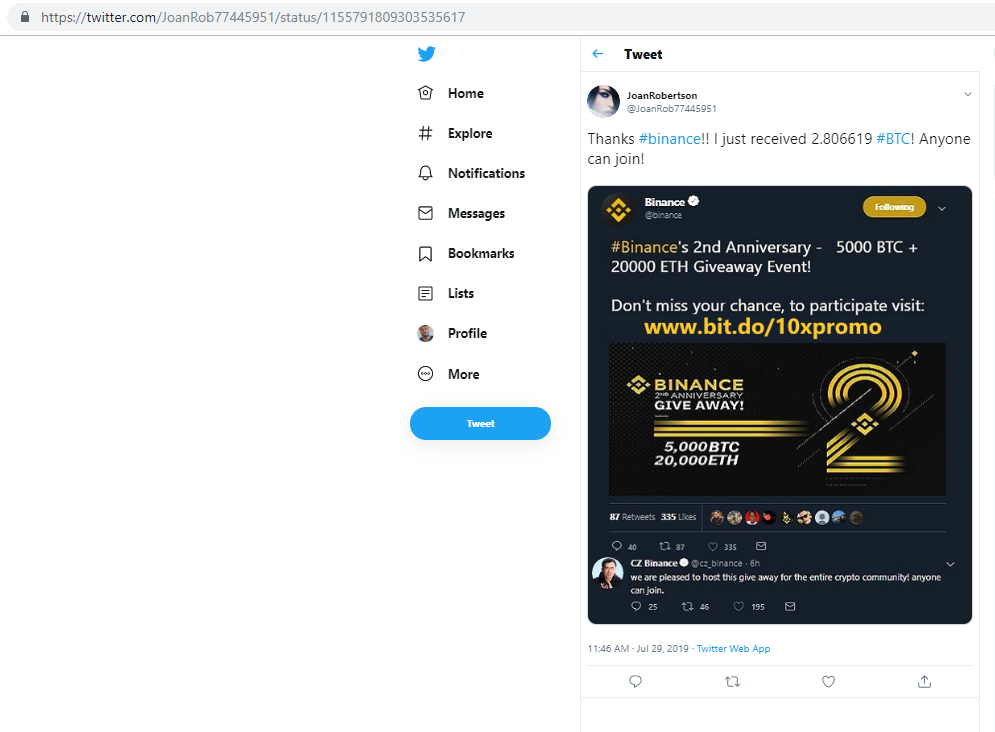 https://twitter.com/JoanRob77445951/status/1155791809303535617
Home
Explore
Notifications
Messages
Bookmarks
Lists
Profile
More
Tweet
Tweet
JoanRobertson
@JoanRob77445951
Thanks #binance!! I just received 2.806619 #BTC! Anyone
can join!
Binance
@binance
Following
#Binance's 2nd Anniversary - 5000 BTC +
20000 ETH Giveaway Event!
Don't miss your chance, to participate visit:
www.bit.do/10xpromo
BINANCE
2ND ANNIVERSARY
GIVE AWAY!
5,000BTC
20,000ETH
2
87 Retweets 335 Likes
40 87 335
CZ Binance @cz_binance · 6h
we are pleased to host this give away for the entire crypto community! anyone
can join.
25 46 195
11:46 AM · Jul 29, 2019 · Twitter Web App